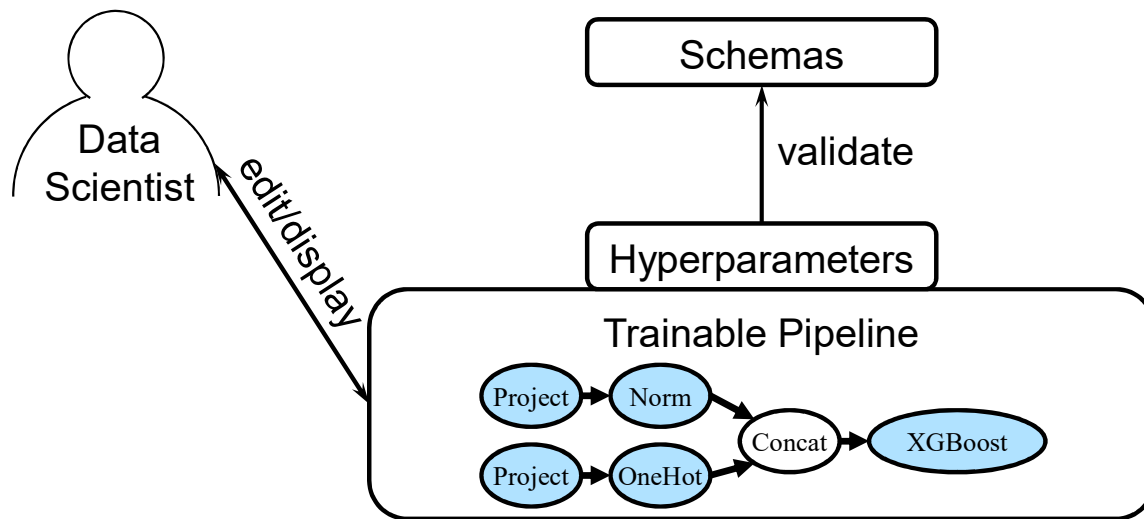 Schemas
Data
Scientist
validate
edit/display
Hyperparameters
Trainable Pipeline
Project
Norm
Concat
XGBoost
Project
OneHot